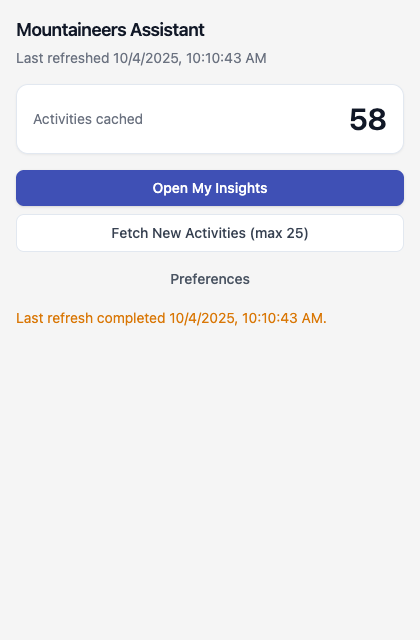 Mountaineers Assistant
Last refreshed 10/4/2025, 10:10:43 AM
Activities cached 58
Open My Insights
Fetch New Activities (max 25)
Preferences
Last refresh completed 10/4/2025, 10:10:43 AM.